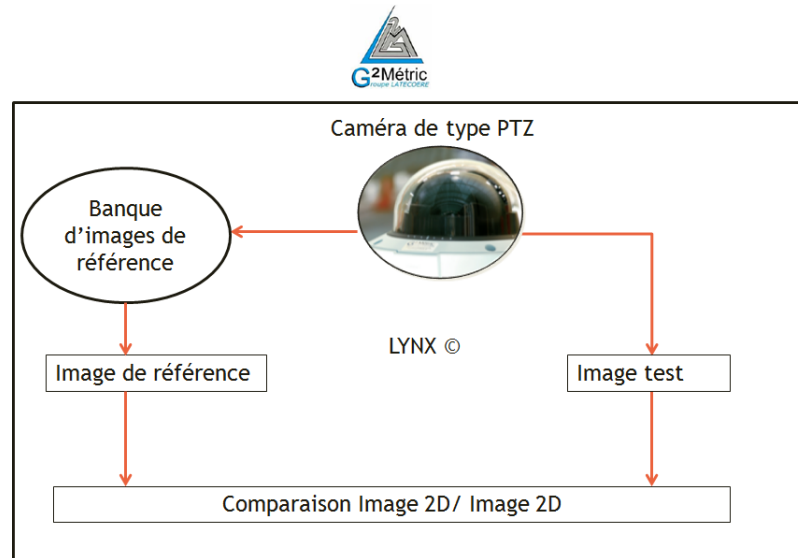 G²Métric
Groupe LATECOERE
Caméra de type PTZ
Banque
d'images de
référence
LYNX ©
Image de référence
Image test
Comparaison Image 2D/ Image 2D